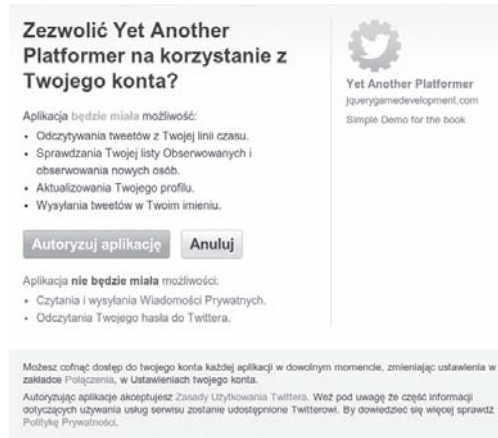 Zezwolić Yet Another
Platformer na korzystanie z
Twojego konta?
Aplikacja będzie miała możliwość:
• Odczytywania tweetów z Twojej linii czasu.
• Sprawdzania Twojej listy Obserwowanych i
obserwowania nowych osób.
• Aktualizowania Twojego profilu.
• Wysyłania tweetów w Twoim imieniu.
Autoryzuj aplikację
Anuluj
Aplikacja nie będzie miała możliwości:
• Czytania i wysyłania Wiadomości Prywatnych.
• Odczytania Twojego hasła do Twittera.
Yet Another Platformer
jquerygamedevelopment.com
Simple Demo for the book
Możesz cofnąć dostęp do twojego konta każdej aplikacji w dowolnym momencie, zmieniając ustawienia w
zakładce Połączenia, w Ustawieniach twojego konta.
Autoryzując aplikacje akceptujesz Zasady Użytkowania Twittera. Weź pod uwagę że część informacji
dotyczących używania usług serwisu zostanie udostępnione Twitterowi. By dowiedzieć się więcej sprawdź
Politykę Prywatności.